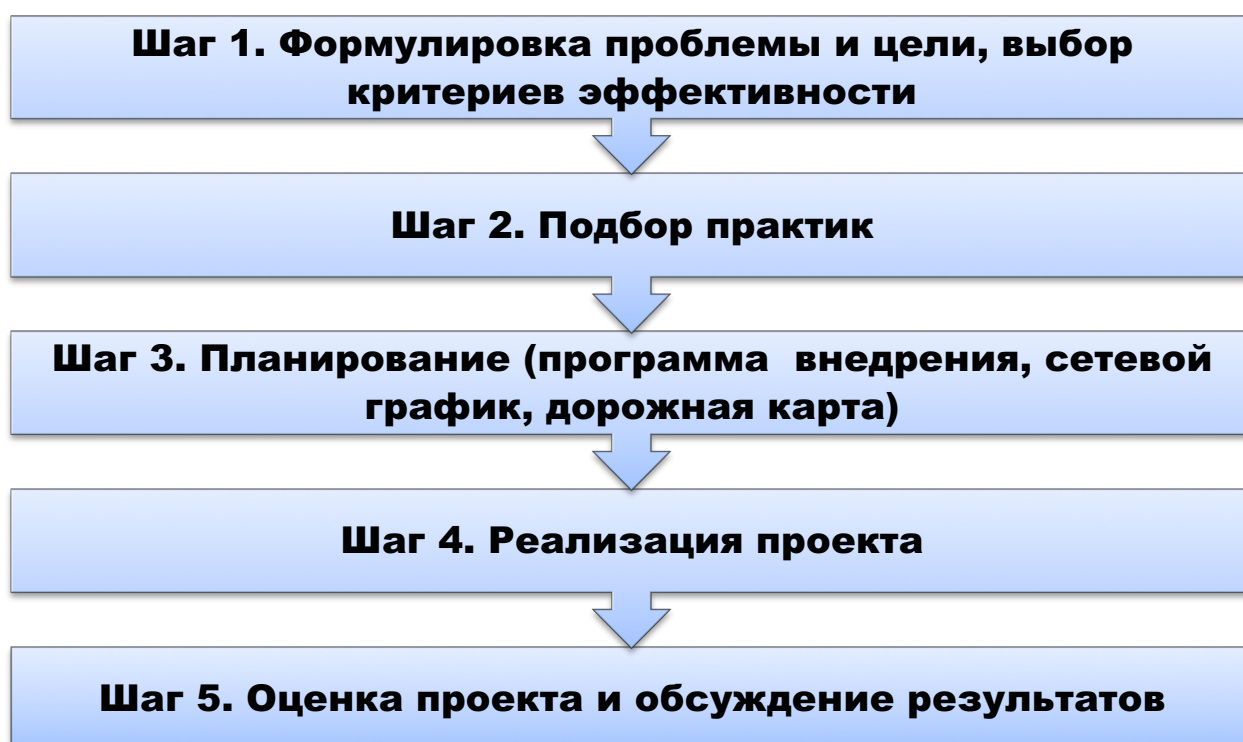 Шаг 1. Формулировка проблемы и цели, выбор
критериев эффективности
Шаг 2. Подбор практик
Шаг 3. Планирование (программа  внедрения, сетевой
график, дорожная карта)
Шаг 4. Реализация проекта
Шаг 5. Оценка проекта и обсуждение результатов